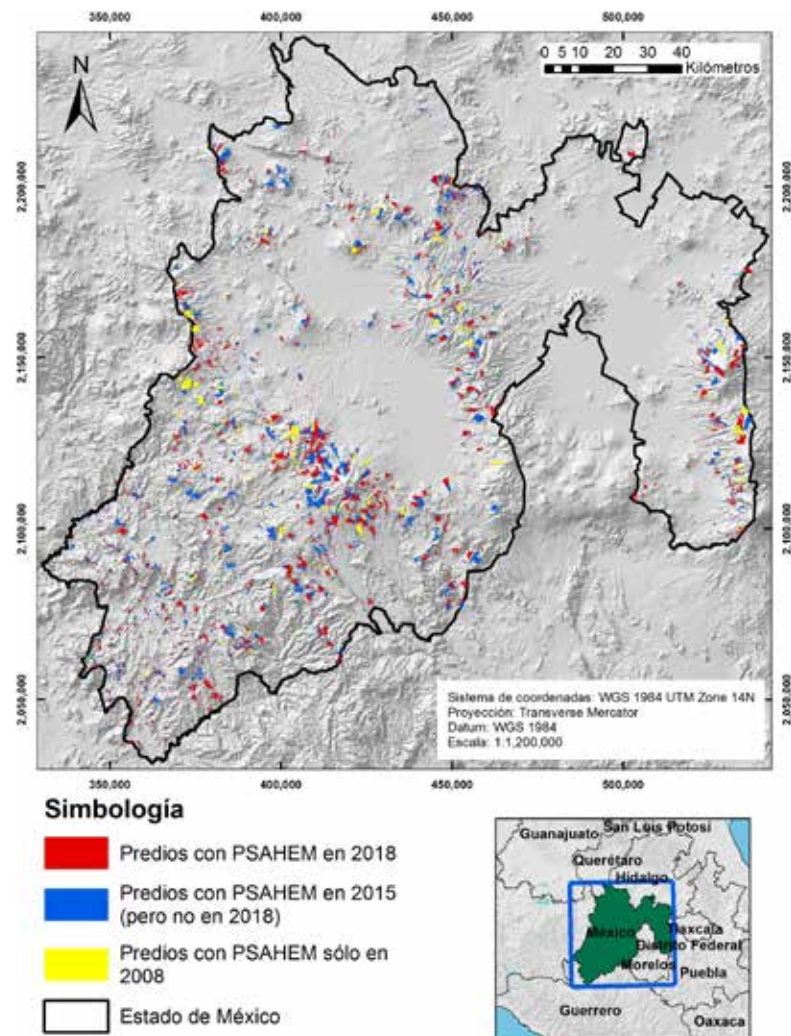 350,000 400,000 450,000 500,000
N
0 5 10 20 30 40
Kilómetros
2,200,000 2,200,000
2,150,000 2,150,000
2,100,000 2,100,000
2,050,000 2,050,000
Sistema de coordenadas: WGS 1984 UTM Zone 14N
Proyección: Transverse Mercator
Datum: WGS 1984
Escala: 1:1,200,000
350,000 400,000 450,000 500,000
Simbología
Predios con PSAHEM en 2018
Predios con PSAHEM en 2015
(pero no en 2018)
Predios con PSAHEM sólo en
2008
Estado de México
Guanajuato
San Luis Potosí
Querétaro
Hidalgo
México
Tlaxcala
Distrito Federal
Morelos
Puebla
Guerrero
Oaxaca